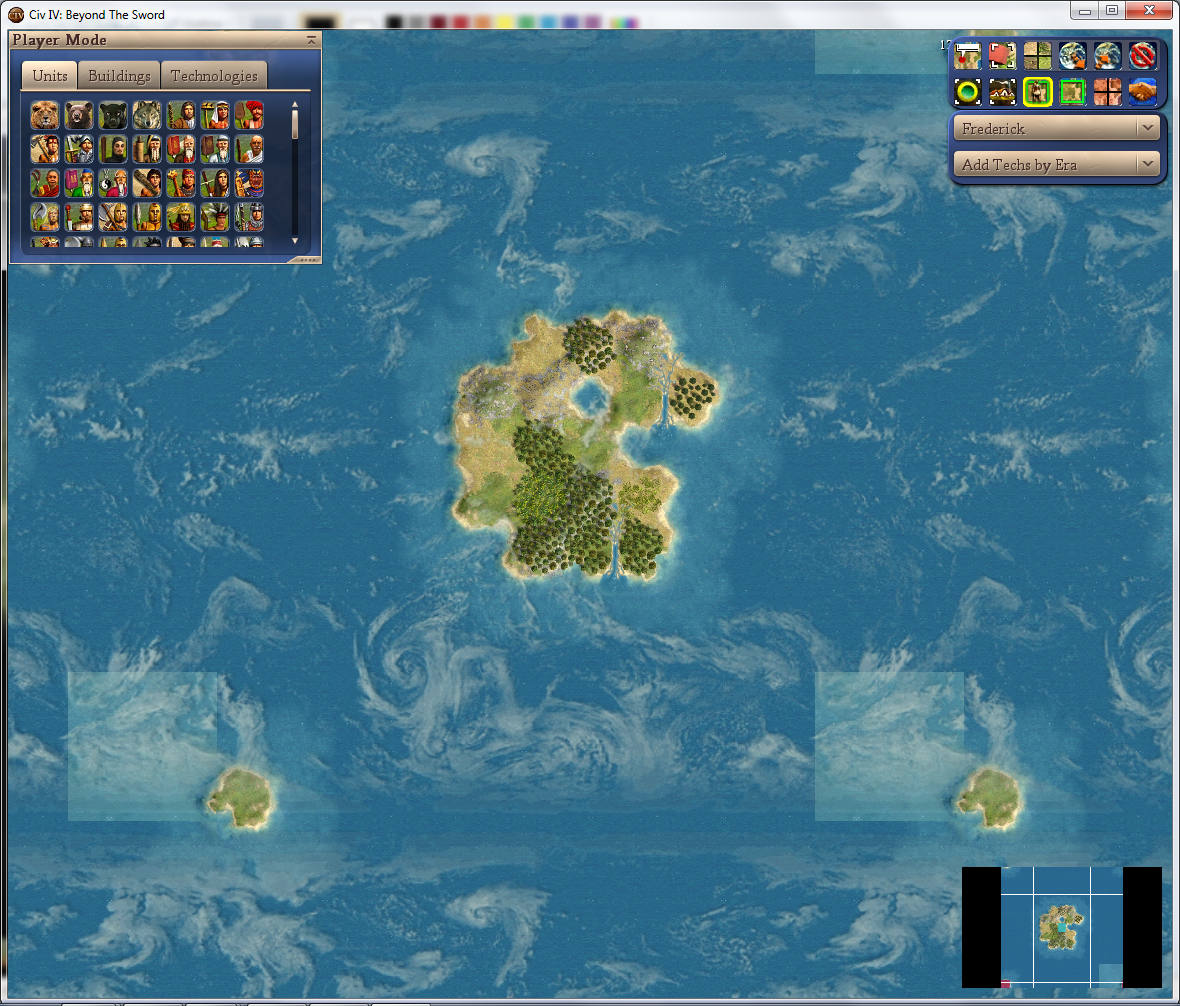 Civ IV: Beyond The Sword
Player Mode
Units
Buildings
Technologies
Frederick
Add Techs by Era